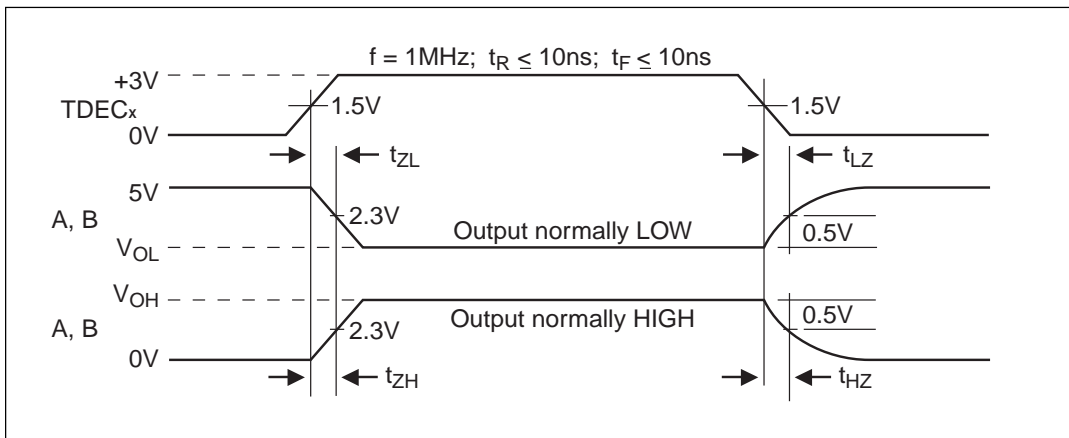 f = 1MHz; tR ≤ 10ns; tF ≤ 10ns
+3V
TDECx
1.5V
1.5V
0V
tZL
tLZ
5V
A, B
2.3V
Output normally LOW
0.5V
VOL
VOH
A, B
2.3V
Output normally HIGH
0.5V
0V
tZH
tHZ